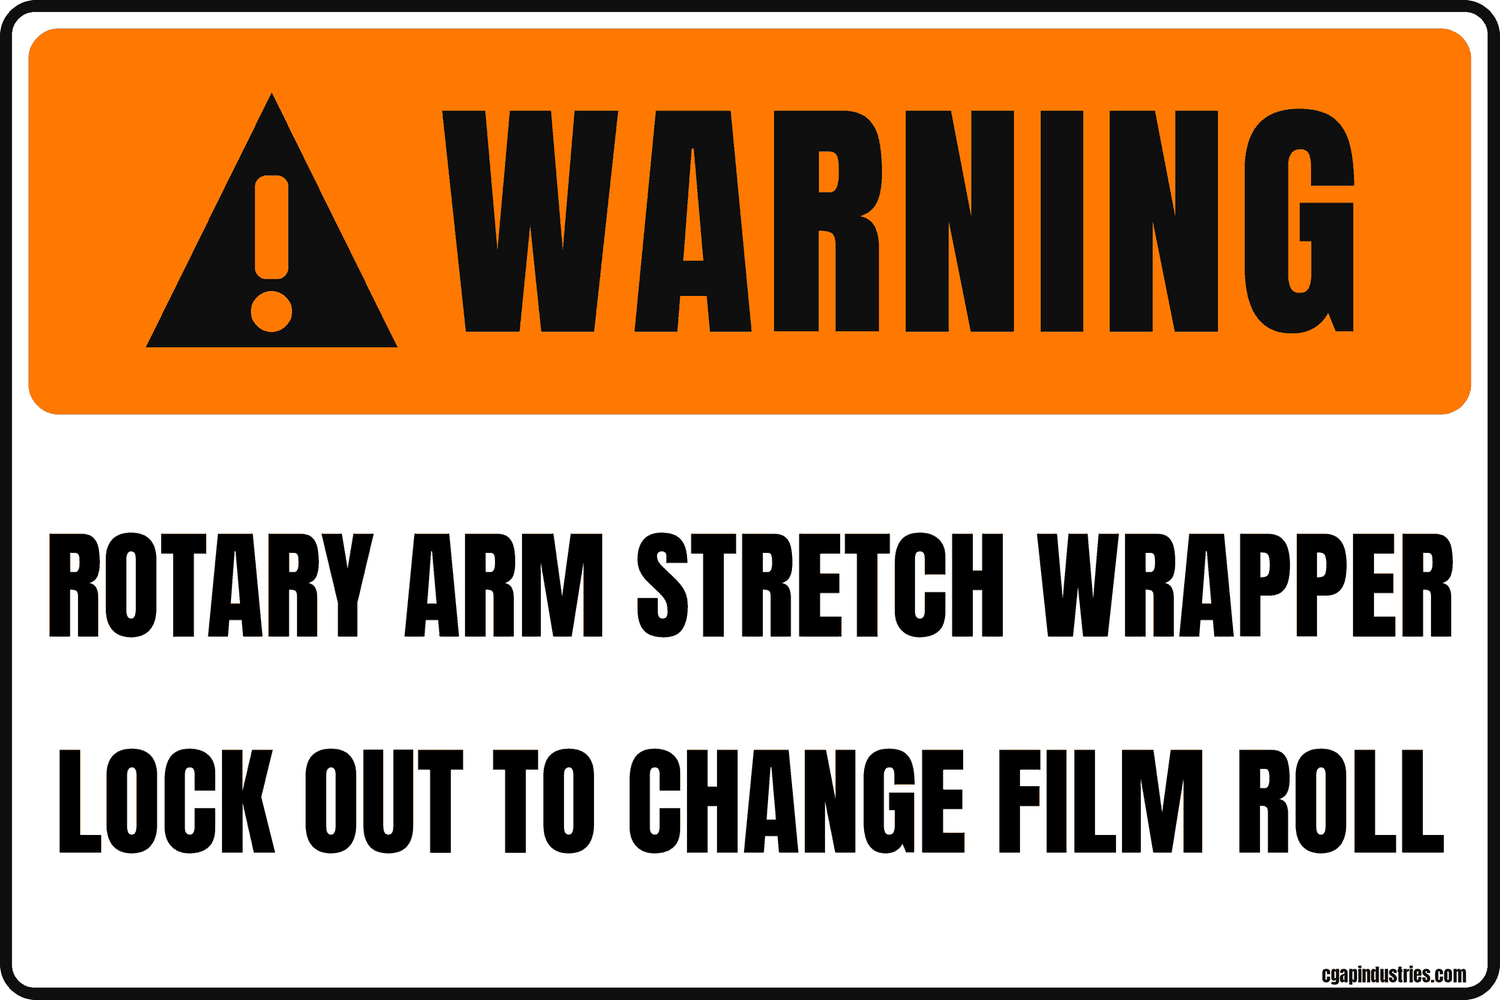 WARNING
ROTARY ARM STRETCH WRAPPER
LOCK OUT TO CHANGE FILM ROLL
cgapindustries.com